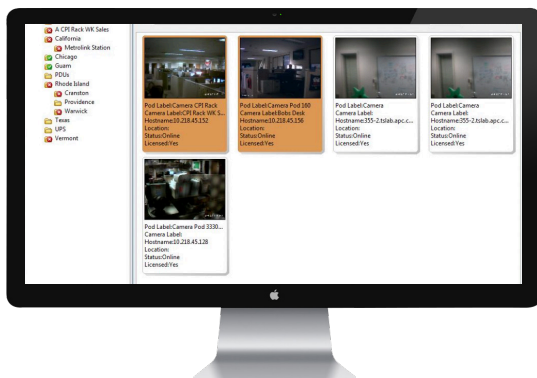 A CPI Rack WK Sales
California
Metrolink Station
Chicago
Guam
PDUs
Rhode Island
Cranston
Providence
Warwick
Texas
UPS
Vermont
Pod Label:Camera CPI Rack
Camera Label:CPI Rack WK S...
Hostname:10.218.45.152
Location:
Status:Online
Licensed:Yes
Pod Label:Camera Pod 160
Camera Label:Bobs Desk
Hostname:10.218.45.156
Location:
Status:Online
Licensed:Yes
Pod Label:Camera
Camera Label:
Hostname:355-2.tslab.apc.c...
Location:
Status:Online
Licensed:Yes
Pod Label:Camera
Camera Label:
Hostname:355-2.tslab.apc.c...
Location:
Status:Online
Licensed:Yes
Pod Label:Camera Pod 3330...
Camera Label:
Hostname:10.218.45.128
Location:
Status:Online
Licensed:Yes